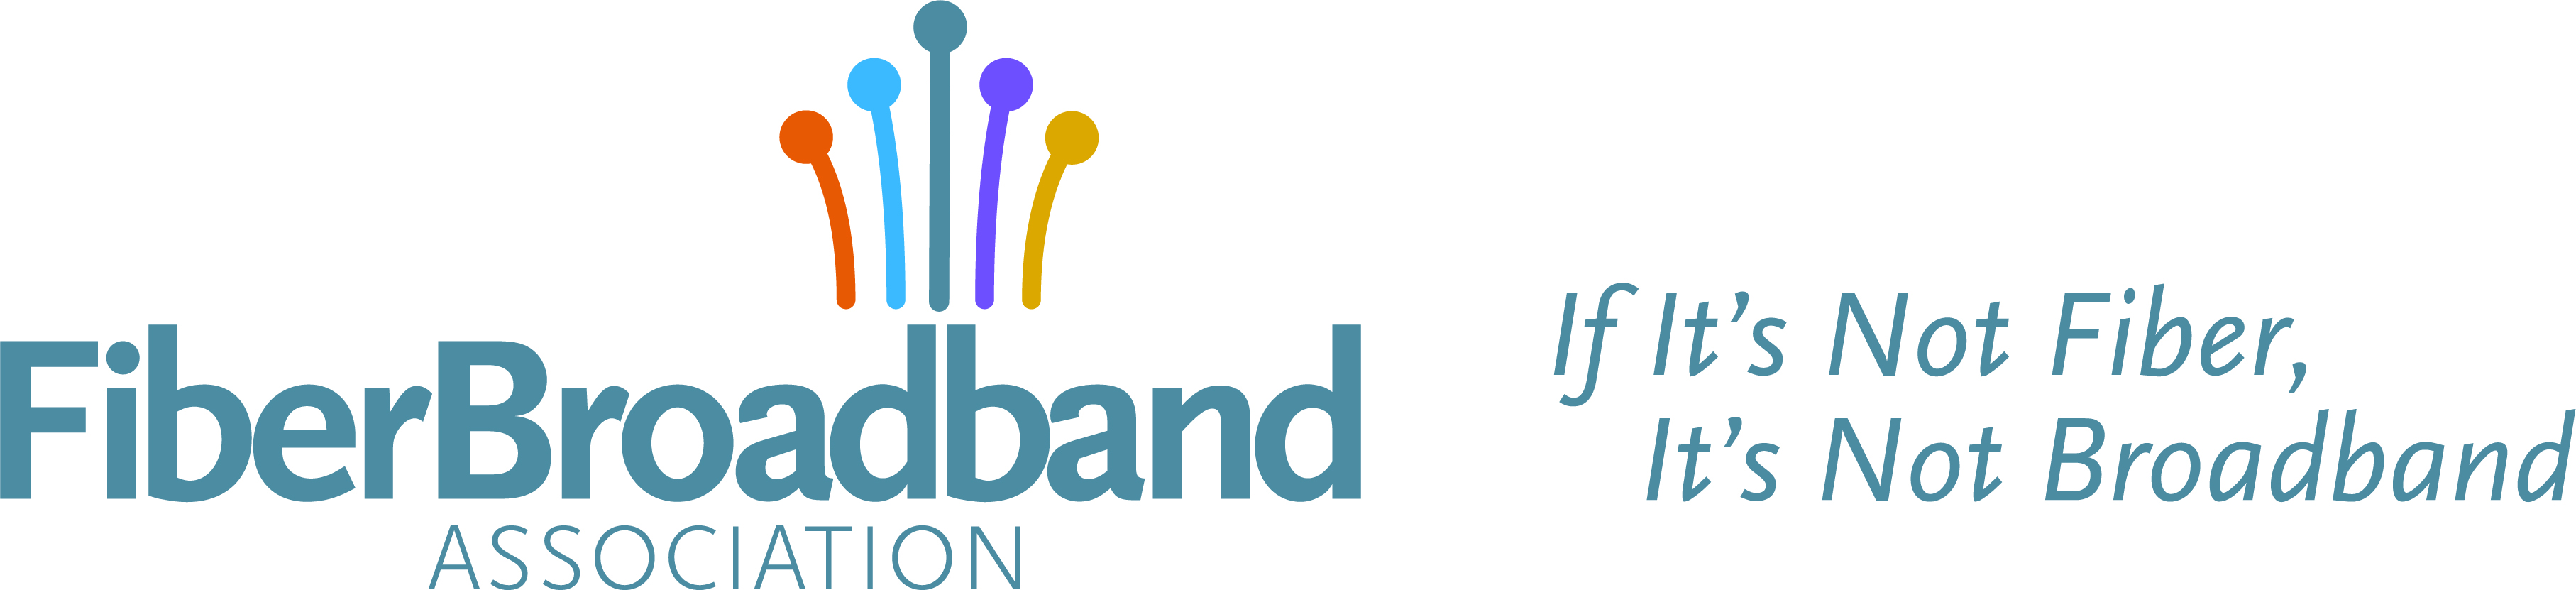 FiberBroadband
ASSOCIATION
If It's Not Fiber,
It's Not Broadband